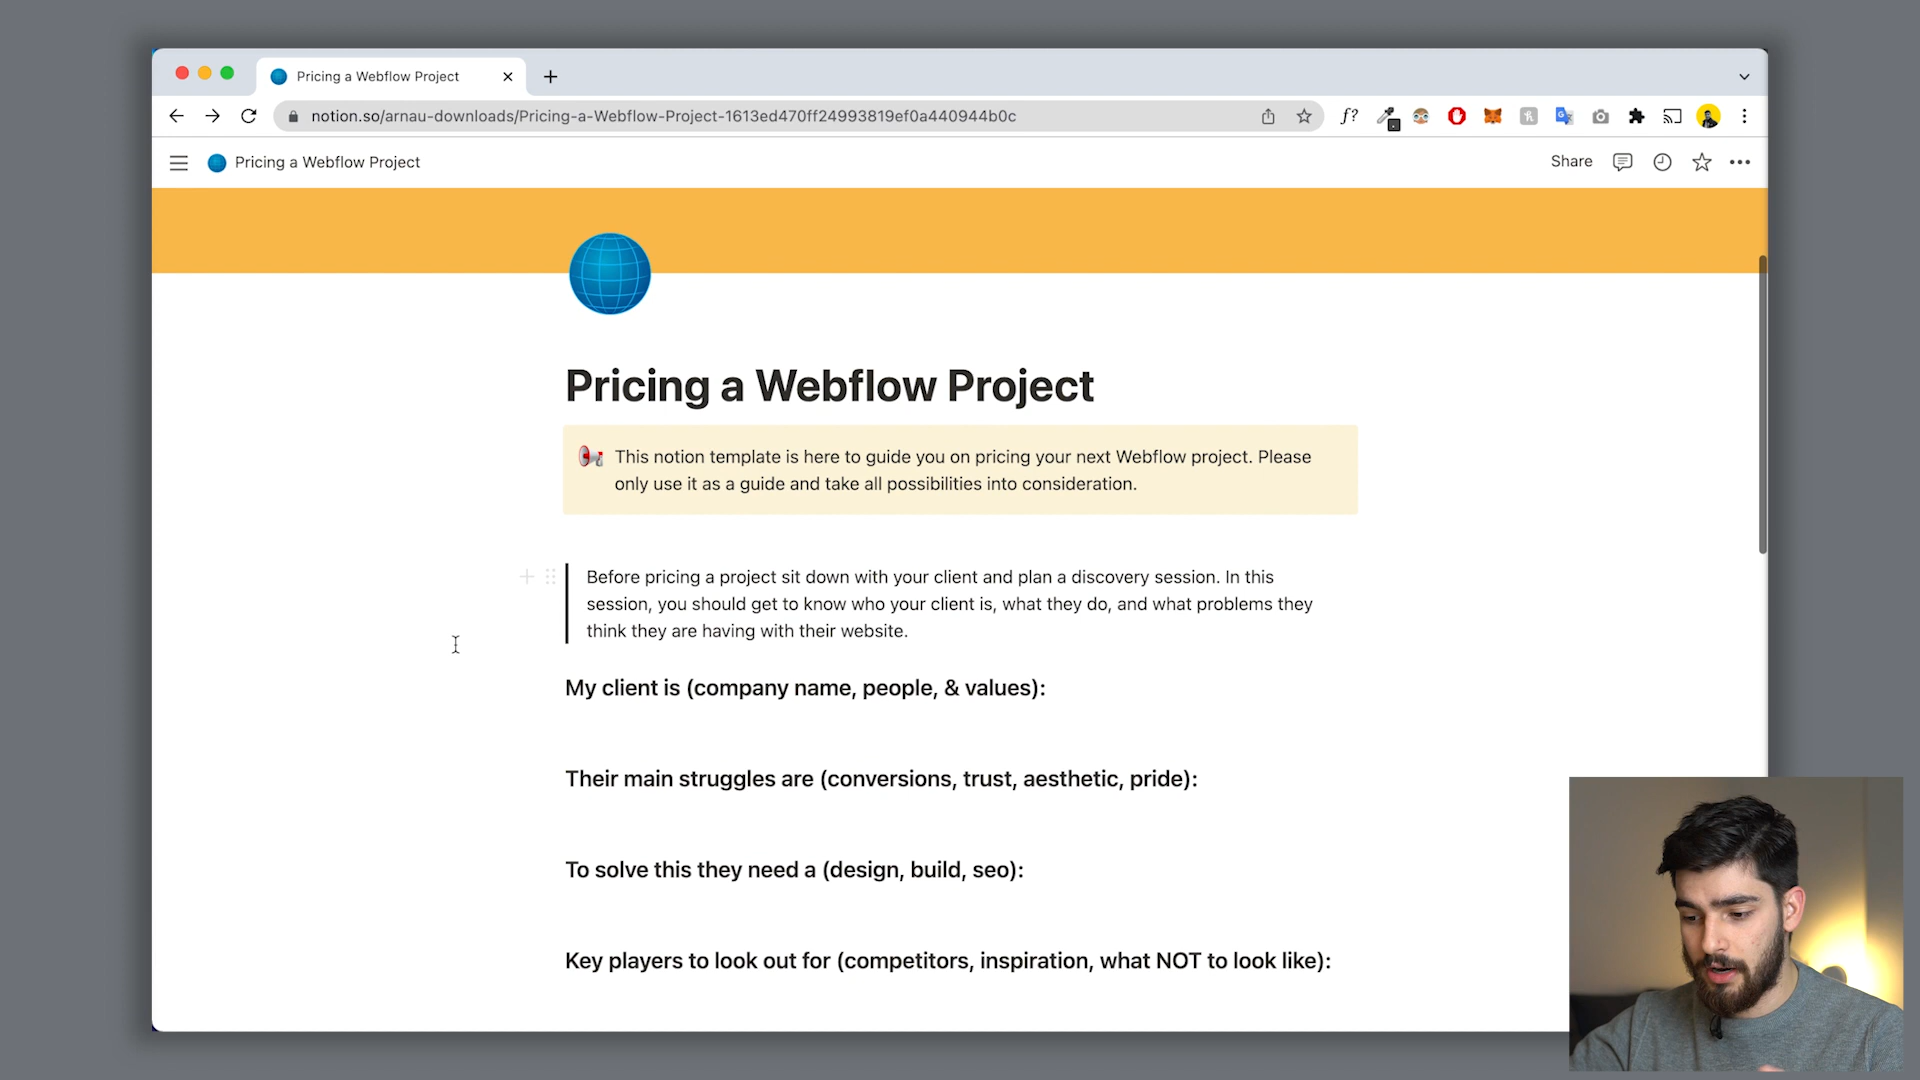 Pricing a Webflow Project
notion.so/arnau-downloads/Pricing-a-Webflow-Project-1613ed470ff24993819ef0a440944b0c
f?
Pricing a Webflow Project
Share
Pricing a Webflow Project
This notion template is here to guide you on pricing your next Webflow project. Please
only use it as a guide and take all possibilities into consideration.
Before pricing a project sit down with your client and plan a discovery session. In this
session, you should get to know who your client is, what they do, and what problems they
think they are having with their website.
My client is (company name, people, & values):
Their main struggles are (conversions, trust, aesthetic, pride):
To solve this they need a (design, build, seo):
Key players to look out for (competitors, inspiration, what NOT to look like):